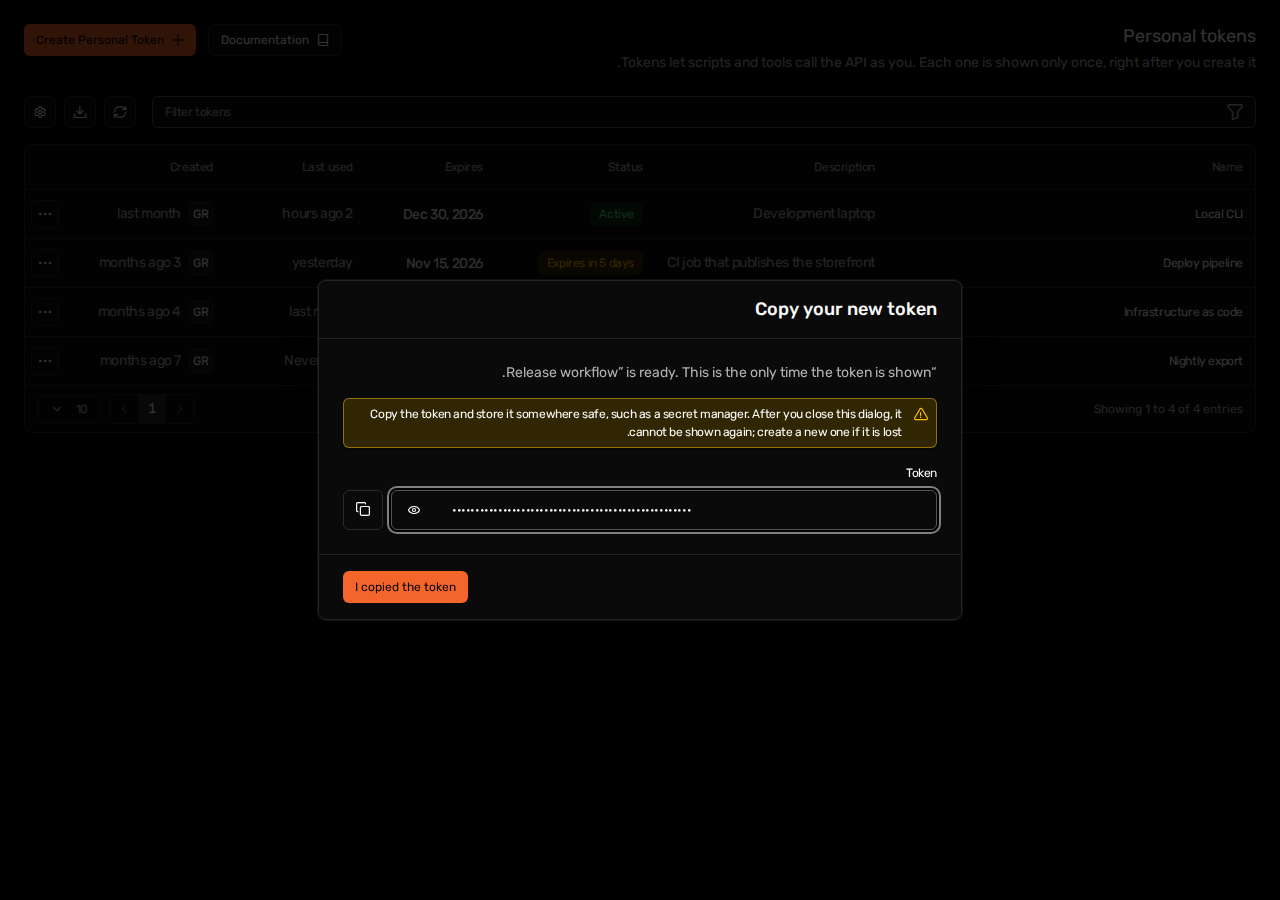 Personal tokens
.Tokens let scripts and tools call the API as you. Each one is shown only once, right after you create it
Documentation
Create Personal Token
Filter tokens
Name
Description
Status
Expires
Last used
Created
Local CLI
Development laptop
Active
Dec 30, 2026
hours ago 2
GR
last month
Deploy pipeline
CI job that publishes the storefront
Expires in 5 days
Nov 15, 2026
yesterday
GR
months ago 3
Infrastructure as code
GR
months ago 4
Nightly export
GR
months ago 7
Showing 1 to 4 of 4 entries
1
10
Copy your new token
.Release workflow” is ready. This is the only time the token is shown“
Copy the token and store it somewhere safe, such as a secret manager. After you close this dialog, it
.cannot be shown again; create a new one if it is lost
Token
I copied the token